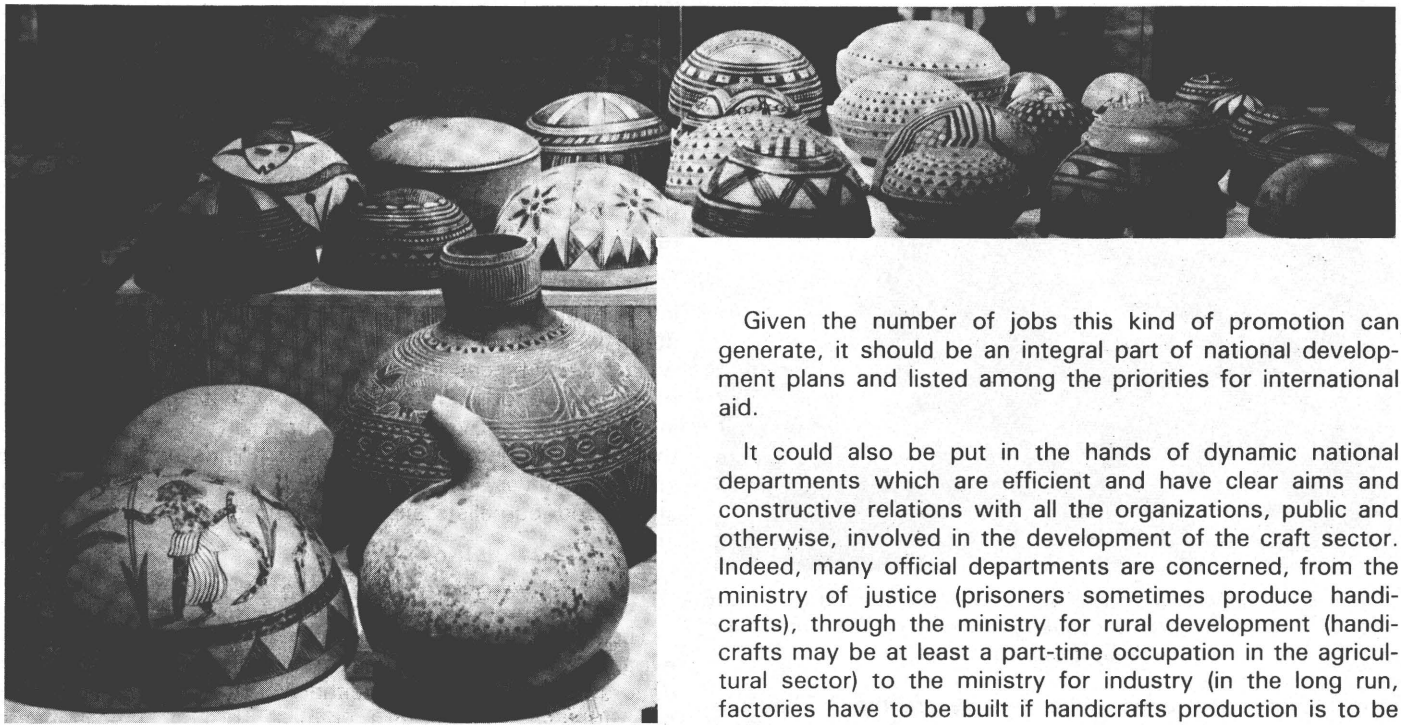 Given the number of jobs this kind of promotion can
generate, it should be an integral part of national develop-
ment plans and listed among the priorities for international
aid.
It could also be put in the hands of dynamic national
departments which are efficient and have clear aims and
constructive relations with all the organizations, public and
otherwise, involved in the development of the craft sector.
Indeed, many official departments are concerned, from the
ministry of justice (prisoners sometimes produce handi-
crafts), through the ministry for rural development (handi-
crafts may be at least a part-time occupation in the agricul-
tural sector) to the ministry for industry (in the long run,
factories have to be built if handicrafts production is to be